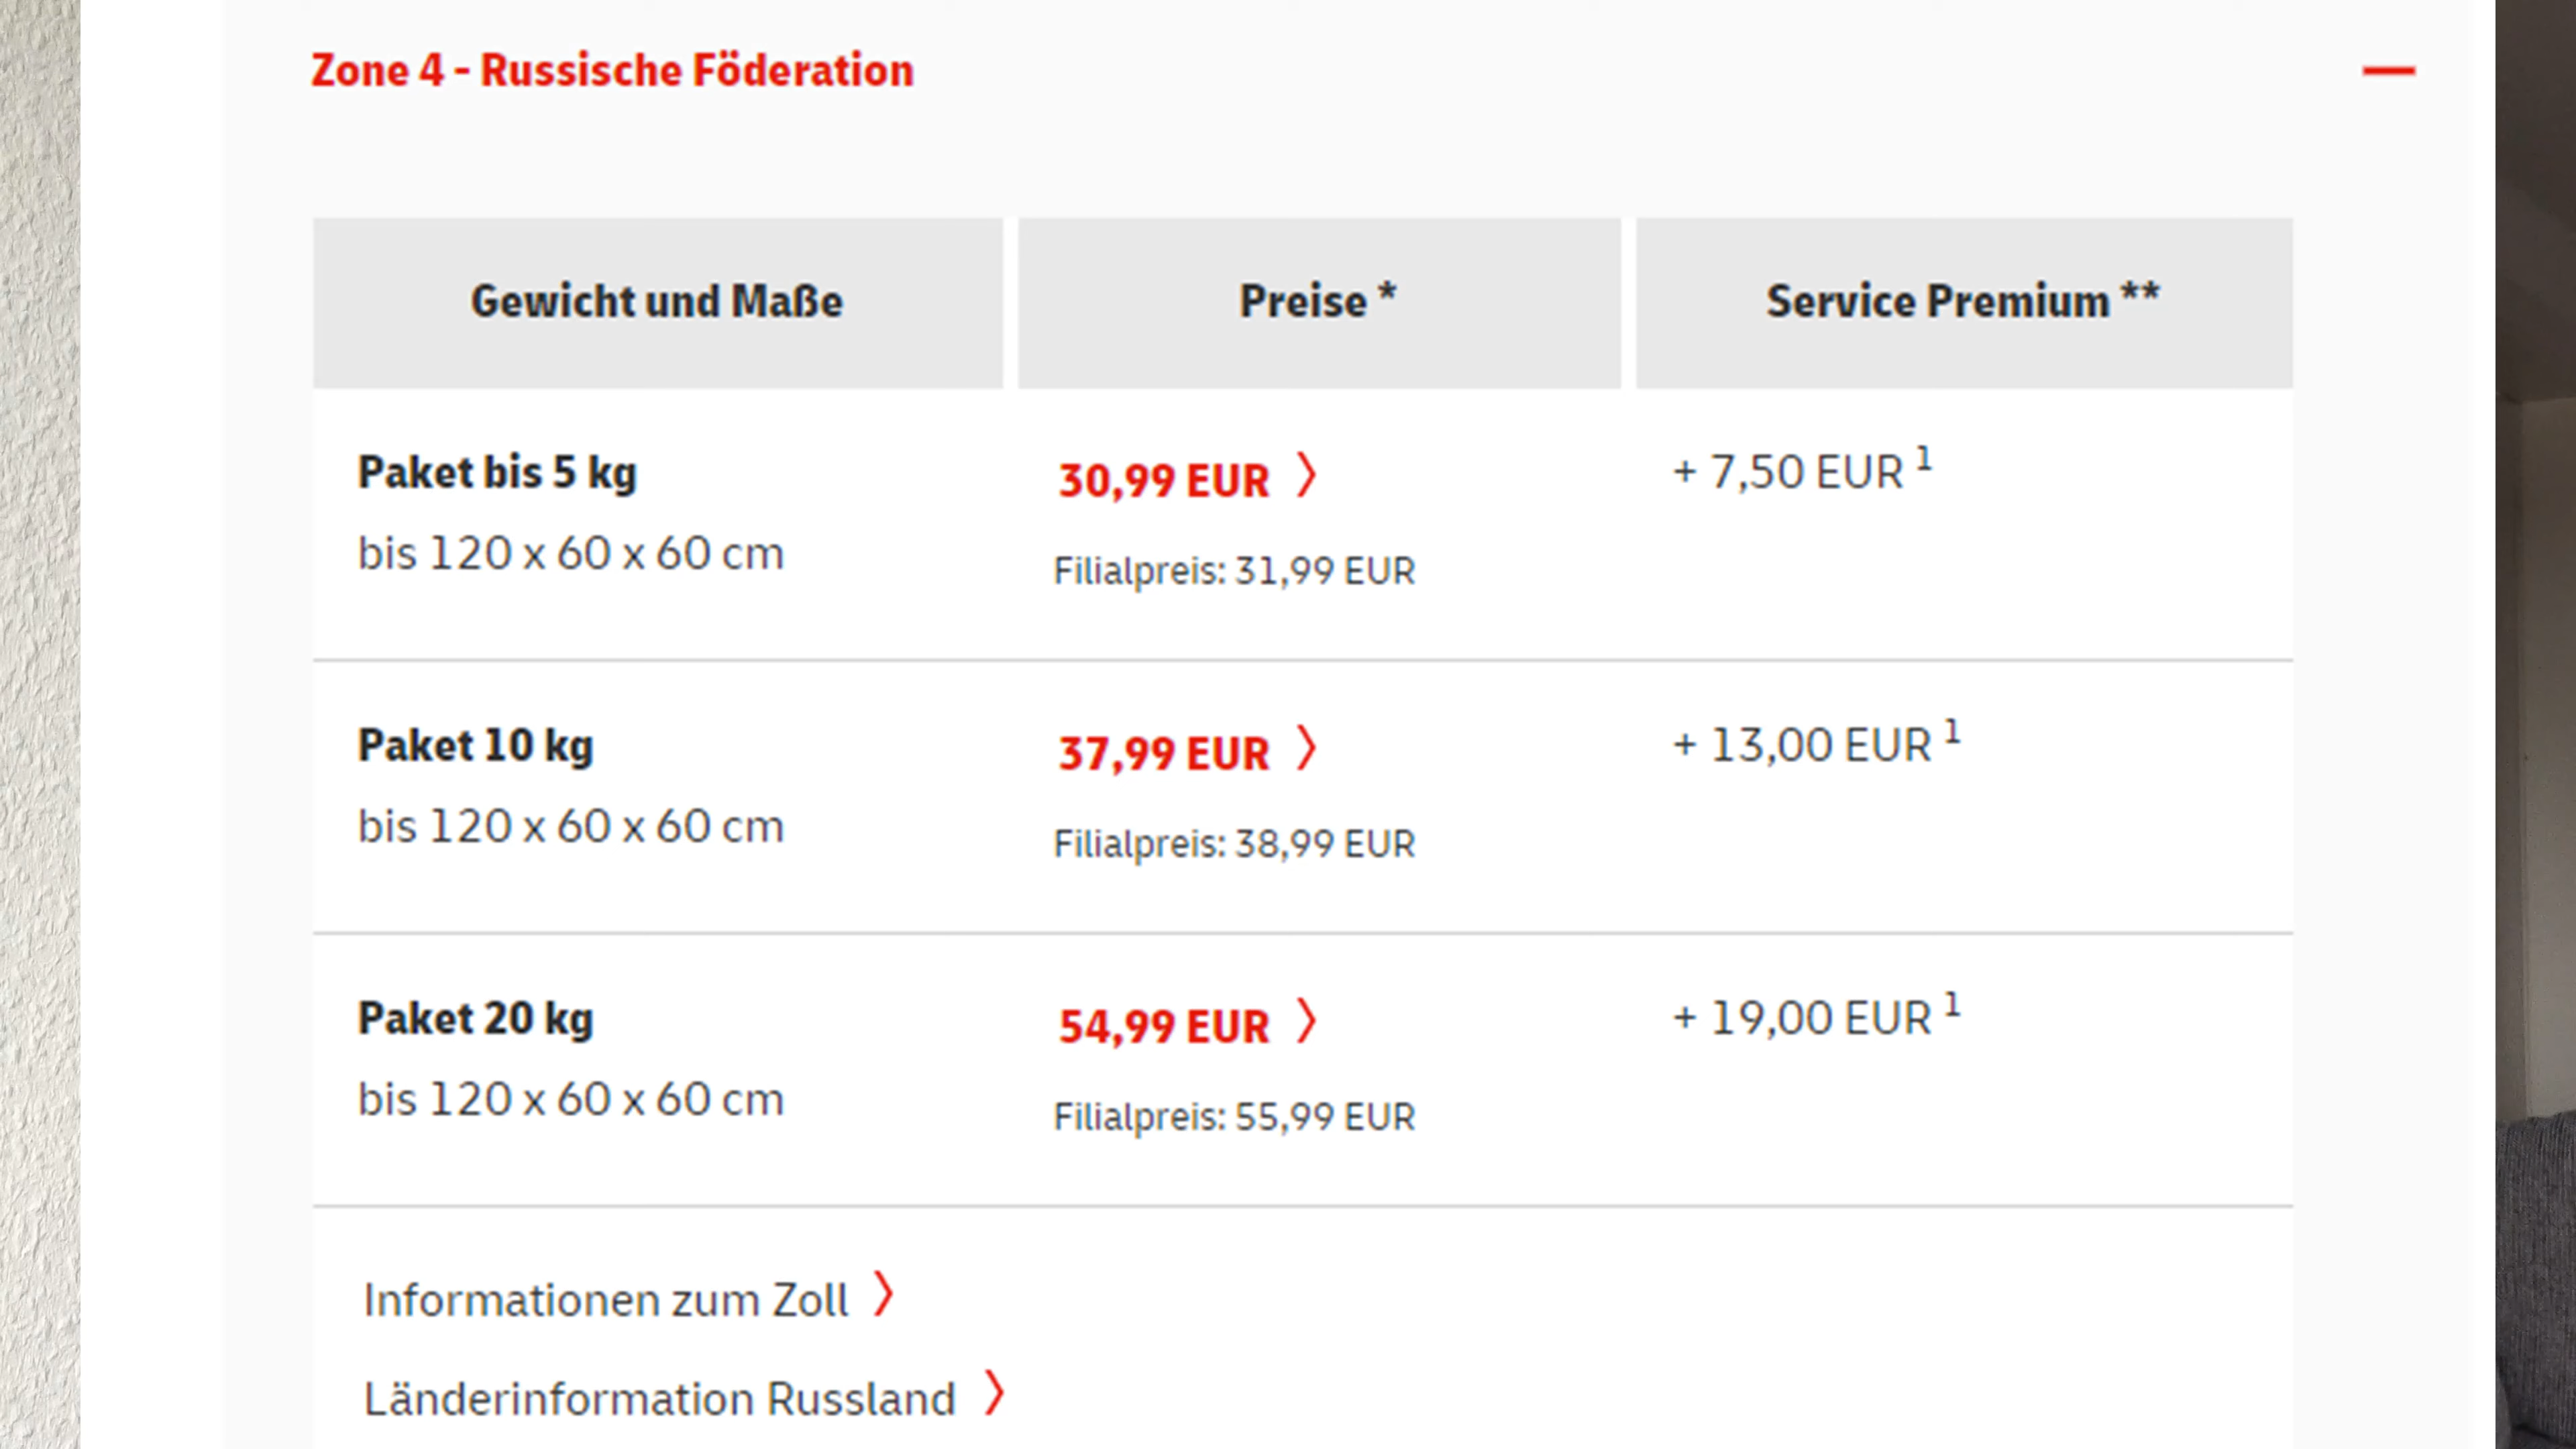 Zone 4 - Russische Föderation
Gewicht und Maße Preise * Service Premium **
Paket bis 5 kg 30,99 EUR + 7,50 EUR ¹
bis 120 x 60 x 60 cm Filialpreis: 31,99 EUR
Paket 10 kg 37,99 EUR + 13,00 EUR ¹
bis 120 x 60 x 60 cm Filialpreis: 38,99 EUR
Paket 20 kg 54,99 EUR + 19,00 EUR ¹
bis 120 x 60 x 60 cm Filialpreis: 55,99 EUR
Informationen zum Zoll
Länderinformation Russland